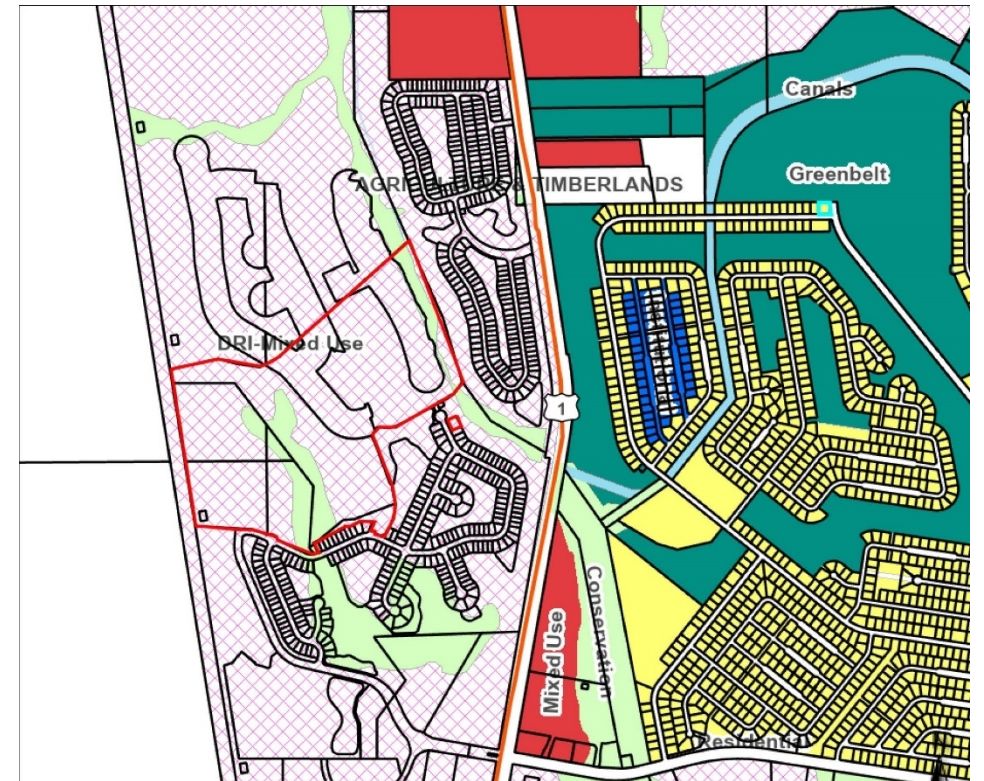 Canals
Greenbelt
AGRICULTURE & TIMBERLANDS
DRI-Mixed Use
1
Conservation
Mixed Use
Residential